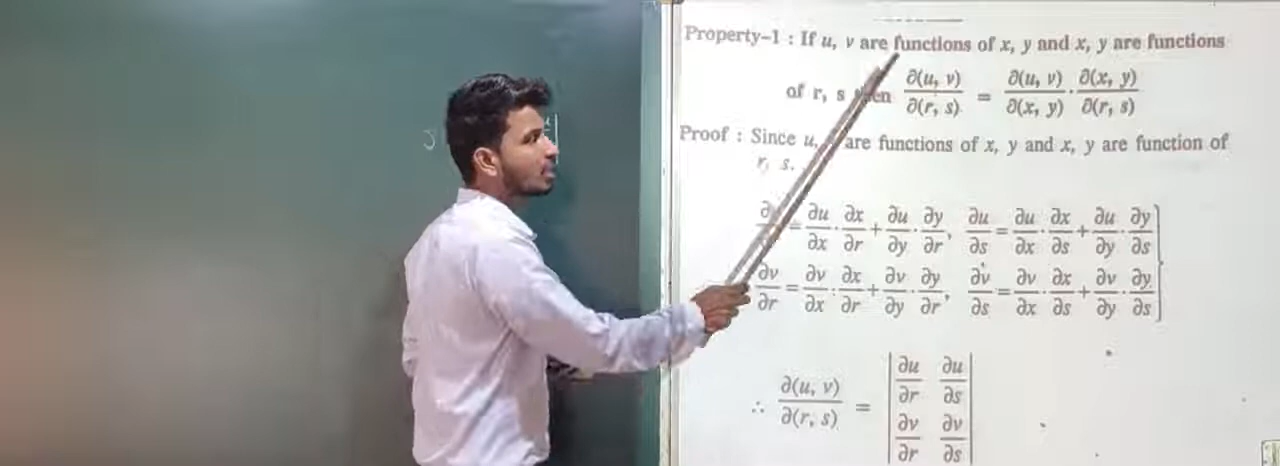 Property-1 : If u, v are functions of x, y and x, y are functions
of r, s then ∂(u, v)/∂(r, s) = ∂(u, v)/∂(x, y) · ∂(x, y)/∂(r, s)
Proof : Since u, are functions of x, y and x, y are function of
r, s.
= ∂u/∂x · ∂x/∂r + ∂u/∂y · ∂y/∂r, ∂u/∂s = ∂u/∂x · ∂x/∂s + ∂u/∂y · ∂y/∂s
∂v/∂r = ∂v/∂x · ∂x/∂r + ∂v/∂y · ∂y/∂r, ∂v/∂s = ∂v/∂x · ∂x/∂s + ∂v/∂y · ∂y/∂s
∴ ∂(u, v)/∂(r, s) = | ∂u/∂r ∂u/∂s
∂v/∂r ∂v/∂s |